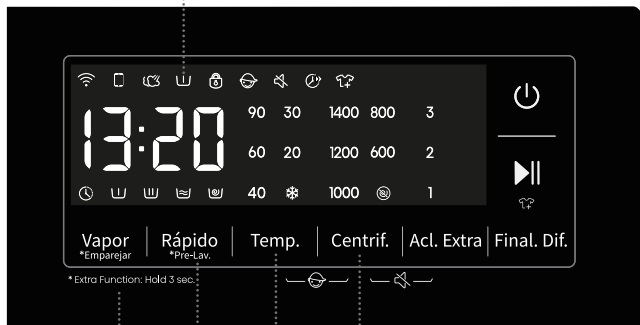 13:20
90 30 1400 800 3
60 20 1200 600 2
40 1000 1
Vapor Rápido Temp. Centrif. Acl. Extra Final. Dif.
*Emparejar *Pre-Lav.
* Extra Function: Hold 3 sec.